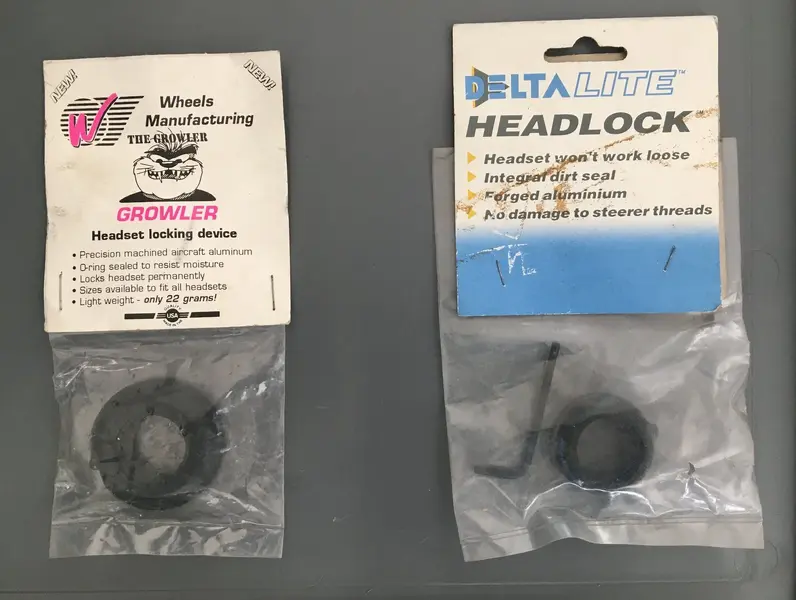 NEW!
NEW!
W
Wheels
Manufacturing
THE GROWLER
GROWLER
Headset locking device
• Precision machined aircraft aluminum
• O-ring sealed to resist moisture
• Locks headset permanently
• Sizes available to fit all headsets
• Light weight - only 22 grams!
USA
DELTA LITE™
HEADLOCK
Headset won't work loose
Integral dirt seal
Forged aluminium
No damage to steerer threads